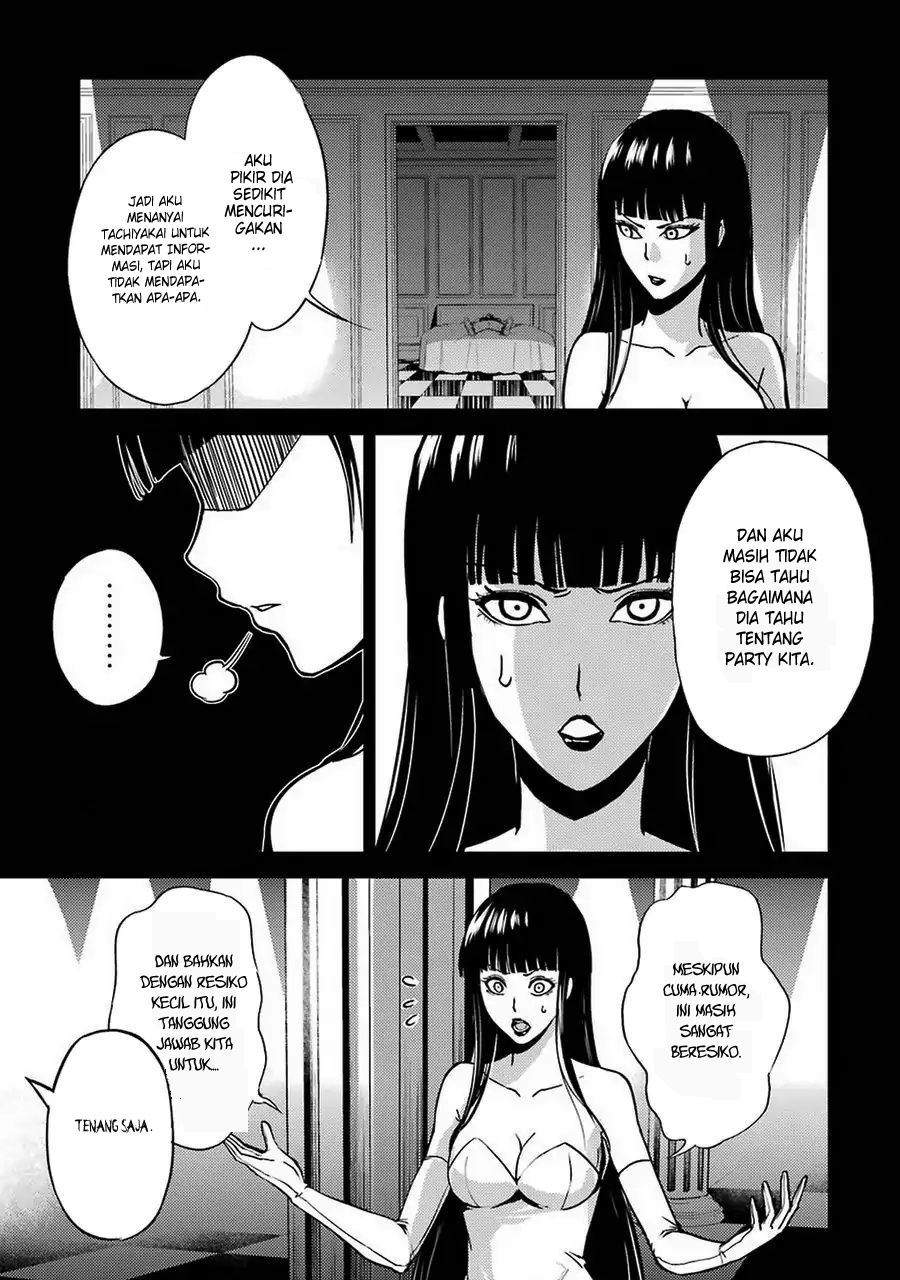 AKU
PIKIR DIA
SEDIKIT
MENCURI-
GAKAN
...
JADI AKU
MENANYAI
TACHIYAKAI UNTUK
MENDAPAT INFOR-
MASI, TAPI AKU
TIDAK MENDAPA-
TKAN APA-APA.
DAN AKU
MASIH TIDAK
BISA TAHU
BAGAIMANA
DIA TAHU
TENTANG
PARTY KITA.
........
MESKIPUN
CUMA RUMOR,
INI MASIH
SANGAT
BERESIKO.
DAN BAHKAN
DENGAN RESIKO
KECIL ITU, INI
TANGGUNG
JAWAB KITA
UNTUK...
TENANG SAJA.